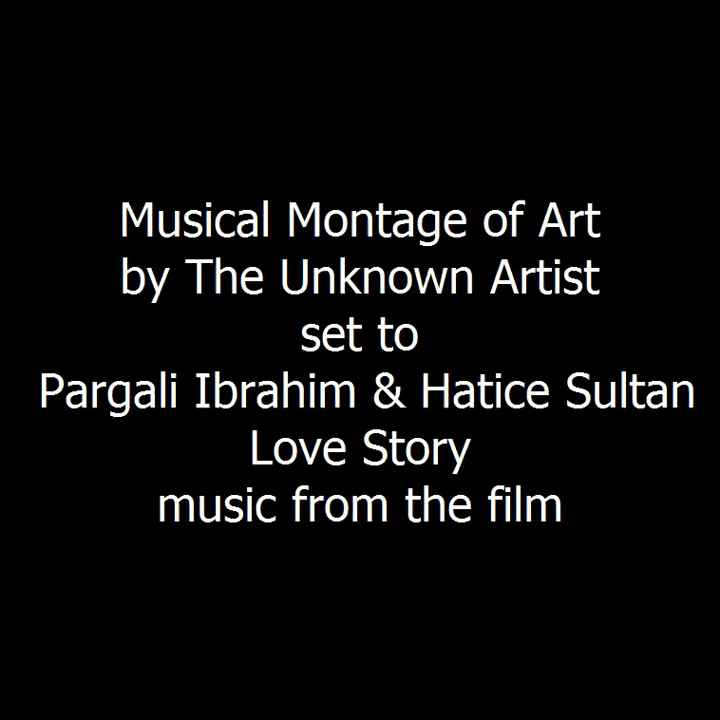 Musical Montage of Art
by The Unknown Artist
set to
Pargali Ibrahim & Hatice Sultan
Love Story
music from the film